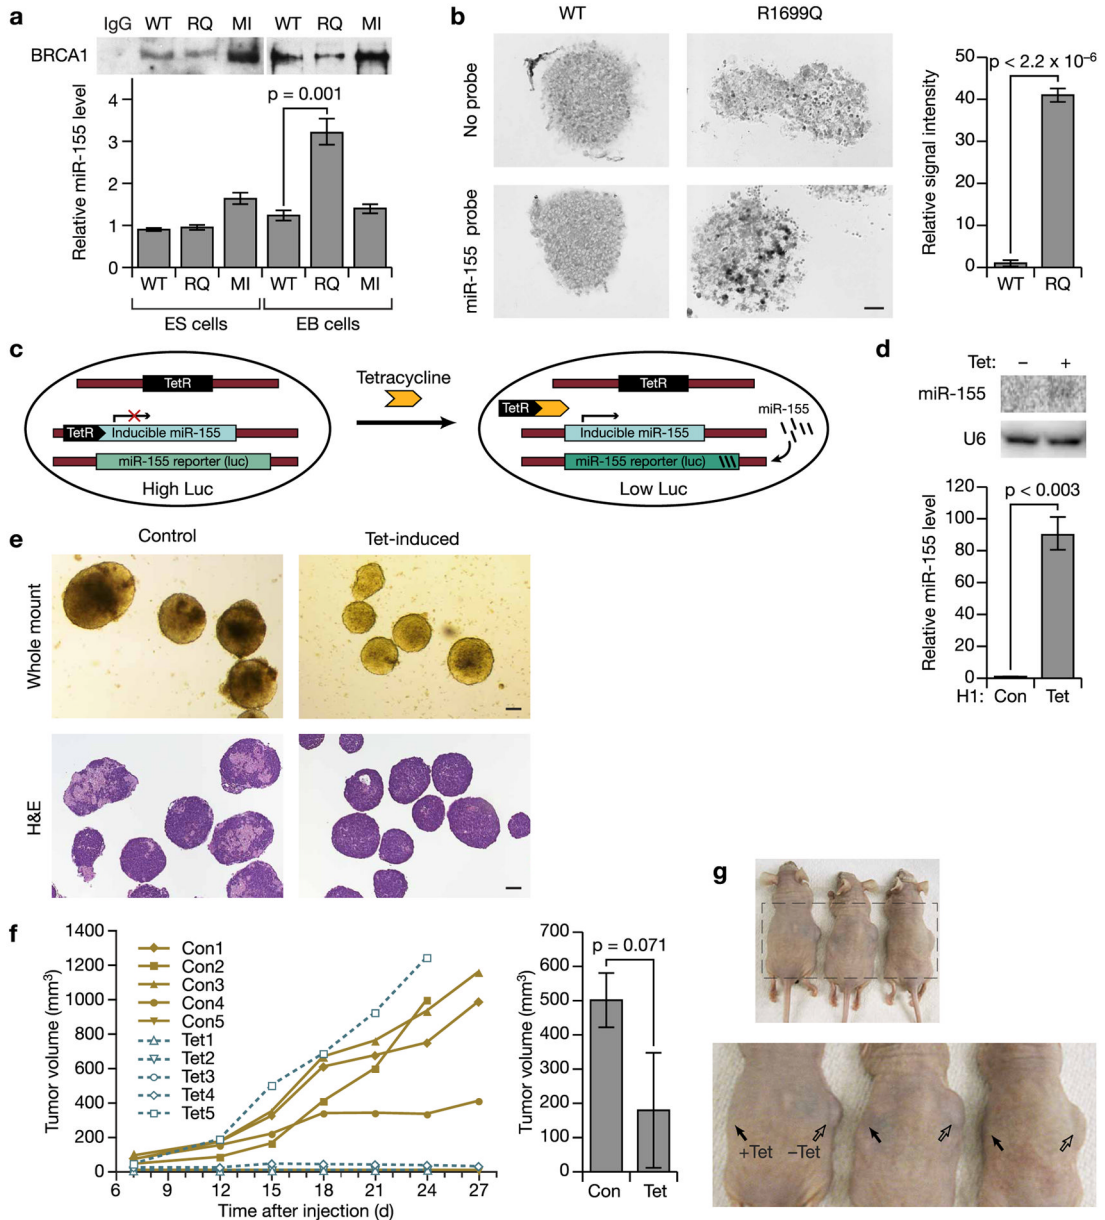 a
IgG WT RQ MI WT RQ MI
BRCA1
p = 0.001
Relative miR-155 level
4
3
2
1
0
WT RQ MI WT RQ MI
ES cells EB cells
b
WT R1699Q
No probe
miR-155 probe
Relative signal intensity
50
40
30
20
10
0
p < 2.2 x 10⁻⁶
WT RQ
c
TetR
TetR Inducible miR-155
miR-155 reporter (luc)
High Luc
Tetracycline
TetR
TetR
miR-155
Inducible miR-155
miR-155 reporter (luc)
Low Luc
d
Tet: – +
miR-155
U6
p < 0.003
Relative miR-155 level
120
100
80
60
40
20
0
H1: Con Tet
e
Control Tet-induced
Whole mount
H&E
f
Tumor volume (mm³)
1400
1200
1000
800
600
400
200
0
Con1
Con2
Con3
Con4
Con5
Tet1
Tet2
Tet3
Tet4
Tet5
6 9 12 15 18 21 24 27
Time after injection (d)
Tumor volume (mm³)
700
600
500
400
300
200
100
0
p = 0.071
Con Tet
g
+Tet –Tet